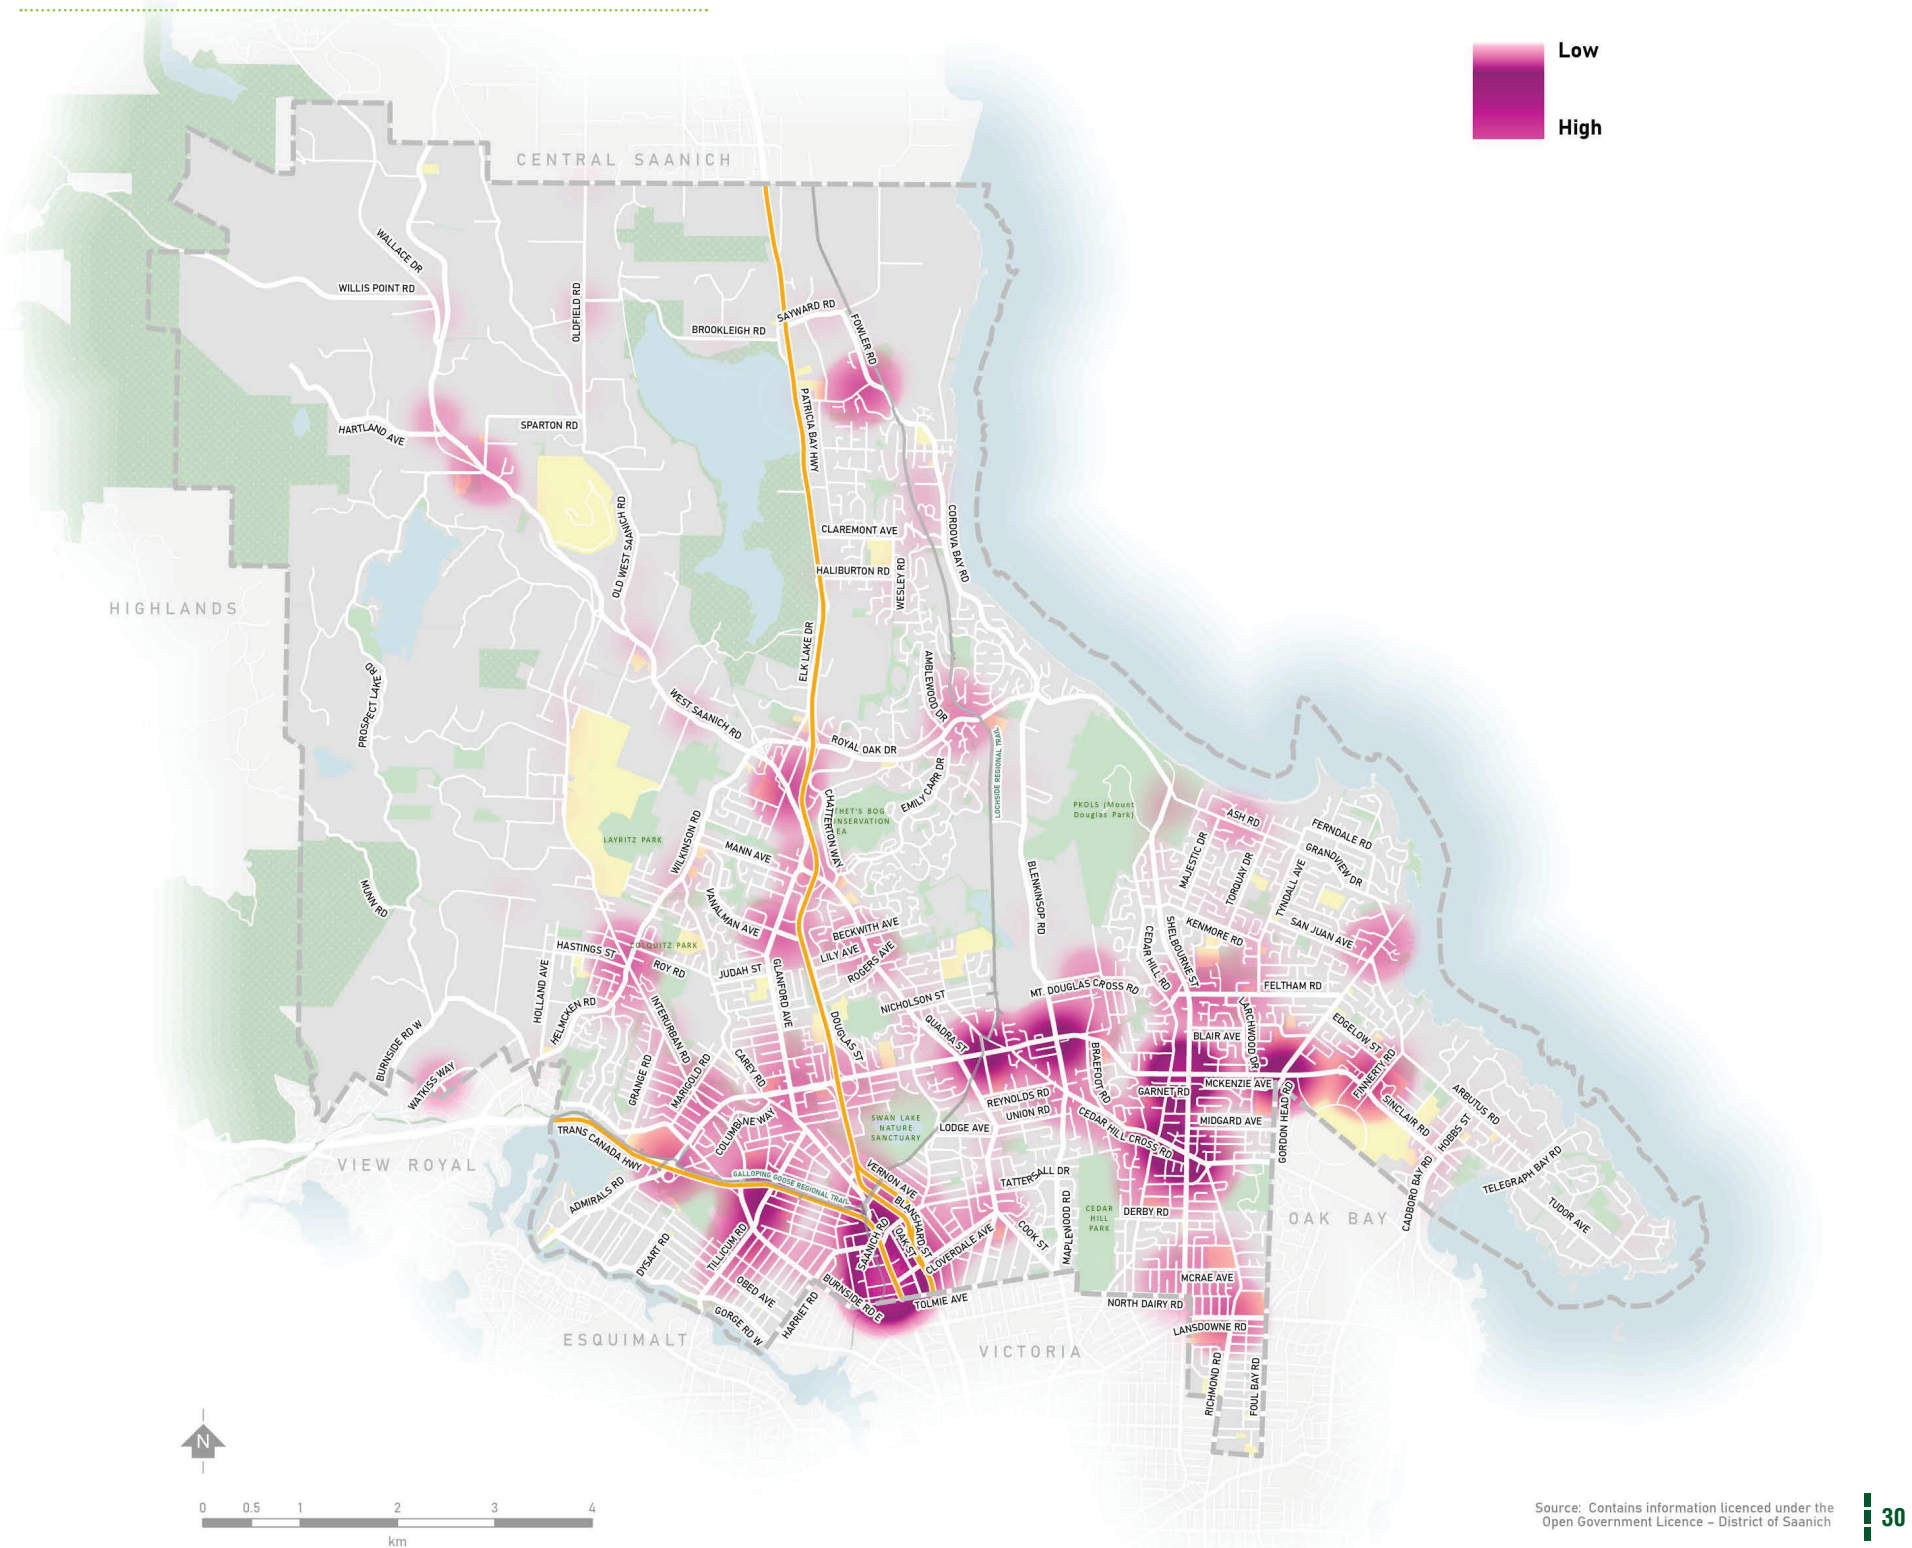 Low
High
CENTRAL SAANICH
WALLACE DR
WILLIS POINT RD
OLDFIELD RD
SAYWARD RD
BROOKLEIGH RD
FOWLER RD
PATRICIA BAY HWY
HARTLAND AVE
SPARTON RD
OLD WEST SAANICH RD
CLAREMONT AVE
CORDOVA BAY RD
HALIBURTON RD
WESLEY RD
HIGHLANDS
ELK LAKE DR
PROSPECT LAKE RD
AMBLEWOOD DR
WEST SAANICH RD
ROYAL OAK DR
LOCHSIDE REGIONAL TRAIL
EMILY CARR DR
PKOLS (Mount
Douglas Park)
THET'S BOG
NSERVATION
EA
CHATTERTON WAY
LAYRITZ PARK
WILKINSON RD
MANN AVE
ASH RD
FERNDALE RD
GRANDVIEW DR
MAJESTIC DR
TORQUAY DR
TYNDALL AVE
BLENKINSOP RD
MUNN RD
VANALMAN AVE
BECKWITH AVE
KENMORE RD
SAN JUAN AVE
HASTINGS ST
COLQUITZ PARK
LILY AVE
ROGERS AVE
CEDAR HILL RD
SHELBOURNE ST
ROY RD
JUDAH ST
GLANFORD AVE
HOLLAND AVE
HELMCKEN RD
INTERURBAN RD
NICHOLSON ST
MT. DOUGLAS CROSS RD
FELTHAM RD
LARCHWOOD DR
DOUGLAS ST
QUADRA ST
BLAIR AVE
EDGELOW ST
BURNSIDE RD W
WATKISS WAY
GRANGE RD
MARIGOLD RD
CAREY RD
BRAEFOOT RD
MCKENZIE AVE
GARNET RD
FINNERTY RD
ARBUTUS RD
REYNOLDS RD
UNION RD
CEDAR HILL CROSS RD
MIDGARD AVE
GORDON HEAD RD
SINCLAIR RD
HOBBS ST
COLUMBINE WAY
SWAN LAKE
NATURE
SANCTUARY
LODGE AVE
TRANS CANADA HWY
VIEW ROYAL
GALLOPING GOOSE REGIONAL TRAIL
VERNON AVE
TATTERSALL DR
CADBORO BAY RD
TELEGRAPH BAY RD
TUDOR AVE
ADMIRALS RD
BLANSHARD ST
MAPLEWOOD RD
CEDAR
HILL
PARK
DERBY RD
OAK BAY
SAANICH RD
OAK ST
COOK ST
CLOVERDALE AVE
TILLICUM RD
DYSART RD
OBED AVE
MCRAE AVE
BURNSIDE RD E
HARRIET RD
TOLMIE AVE
NORTH DAIRY RD
GORGE RD W
LANSDOWNE RD
ESQUIMALT
VICTORIA
RICHMOND RD
FOUL BAY RD
N
0 0.5 1 2 3 4
km
Source: Contains information licenced under the
Open Government Licence – District of Saanich
30